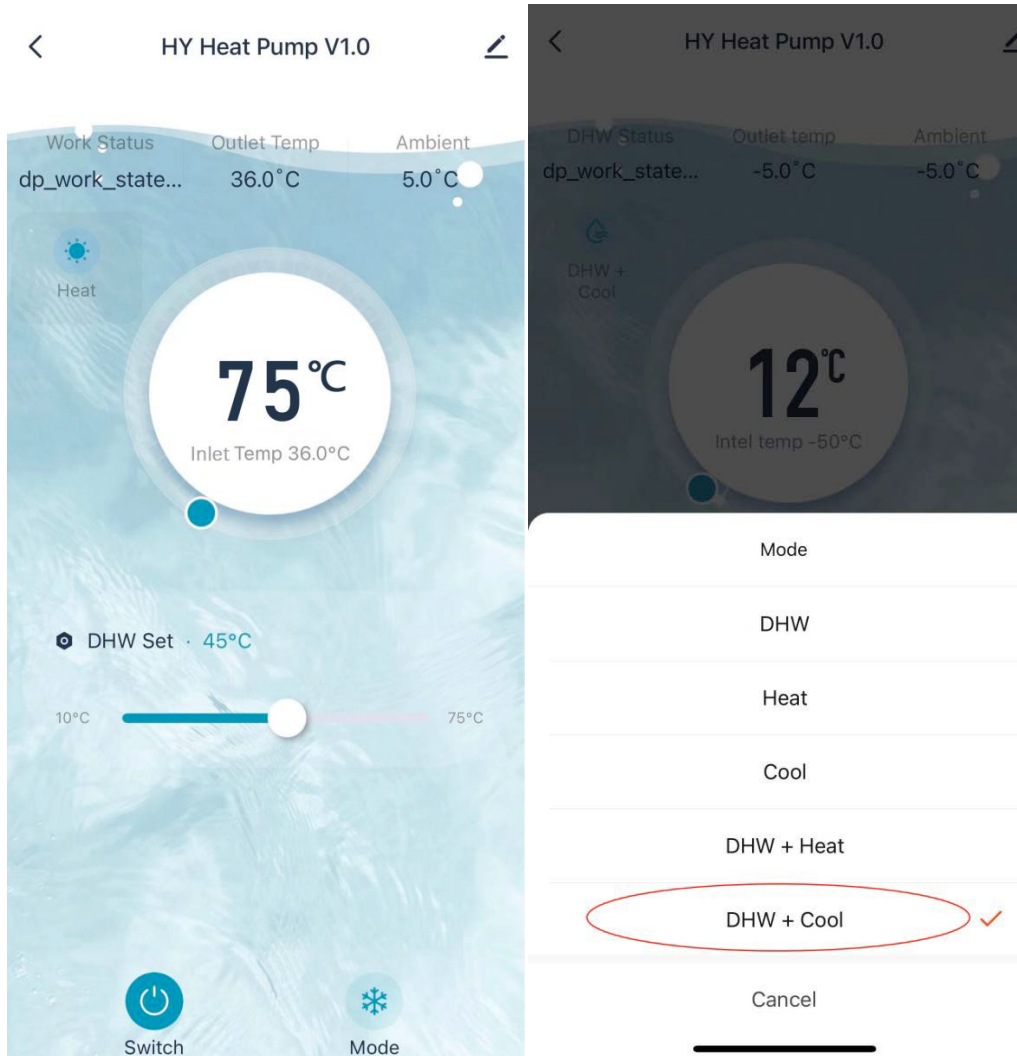 HY Heat Pump V1.0
Work Status Outlet Temp Ambient
dp_work_state... 36.0°C 5.0°C
Heat
75°C
Inlet Temp 36.0°C
DHW Set · 45°C
10°C 75°C
Switch Mode
HY Heat Pump V1.0
DHW Status Outlet temp Ambient
dp_work_state... -5.0°C -5.0°C
DHW +
Cool
12°C
Intel temp -50°C
Mode
DHW
Heat
Cool
DHW + Heat
DHW + Cool
Cancel